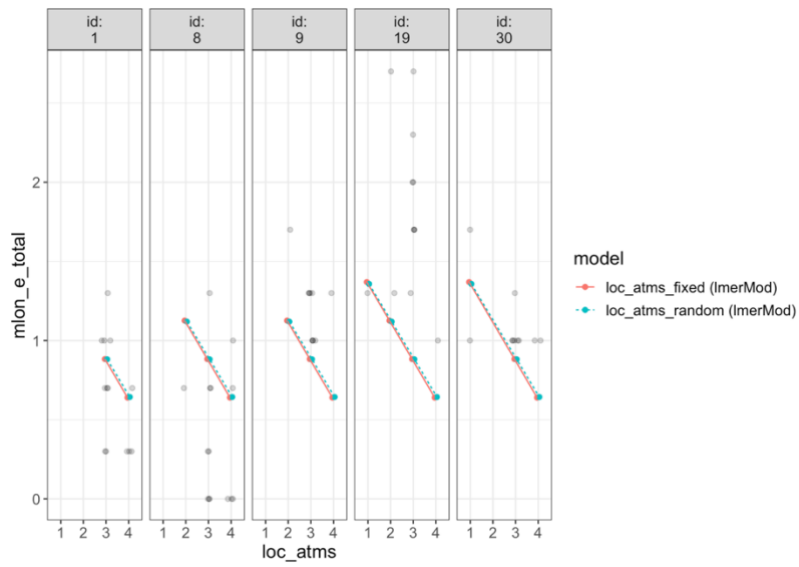 id:
1
id:
8
id:
9
id:
19
id:
30
2
1
0
mlon_e_total
1 2 3 4 1 2 3 4 1 2 3 4 1 2 3 4 1 2 3 4
loc_atms
model
loc_atms_fixed (lmerMod)
loc_atms_random (lmerMod)